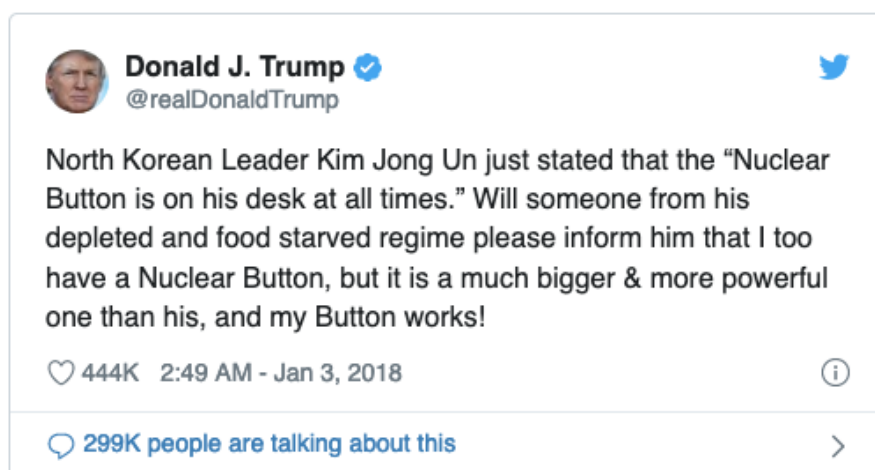 Donald J. Trump
@realDonaldTrump
North Korean Leader Kim Jong Un just stated that the “Nuclear
Button is on his desk at all times.” Will someone from his
depleted and food starved regime please inform him that I too
have a Nuclear Button, but it is a much bigger & more powerful
one than his, and my Button works!
444K 2:49 AM - Jan 3, 2018
299K people are talking about this